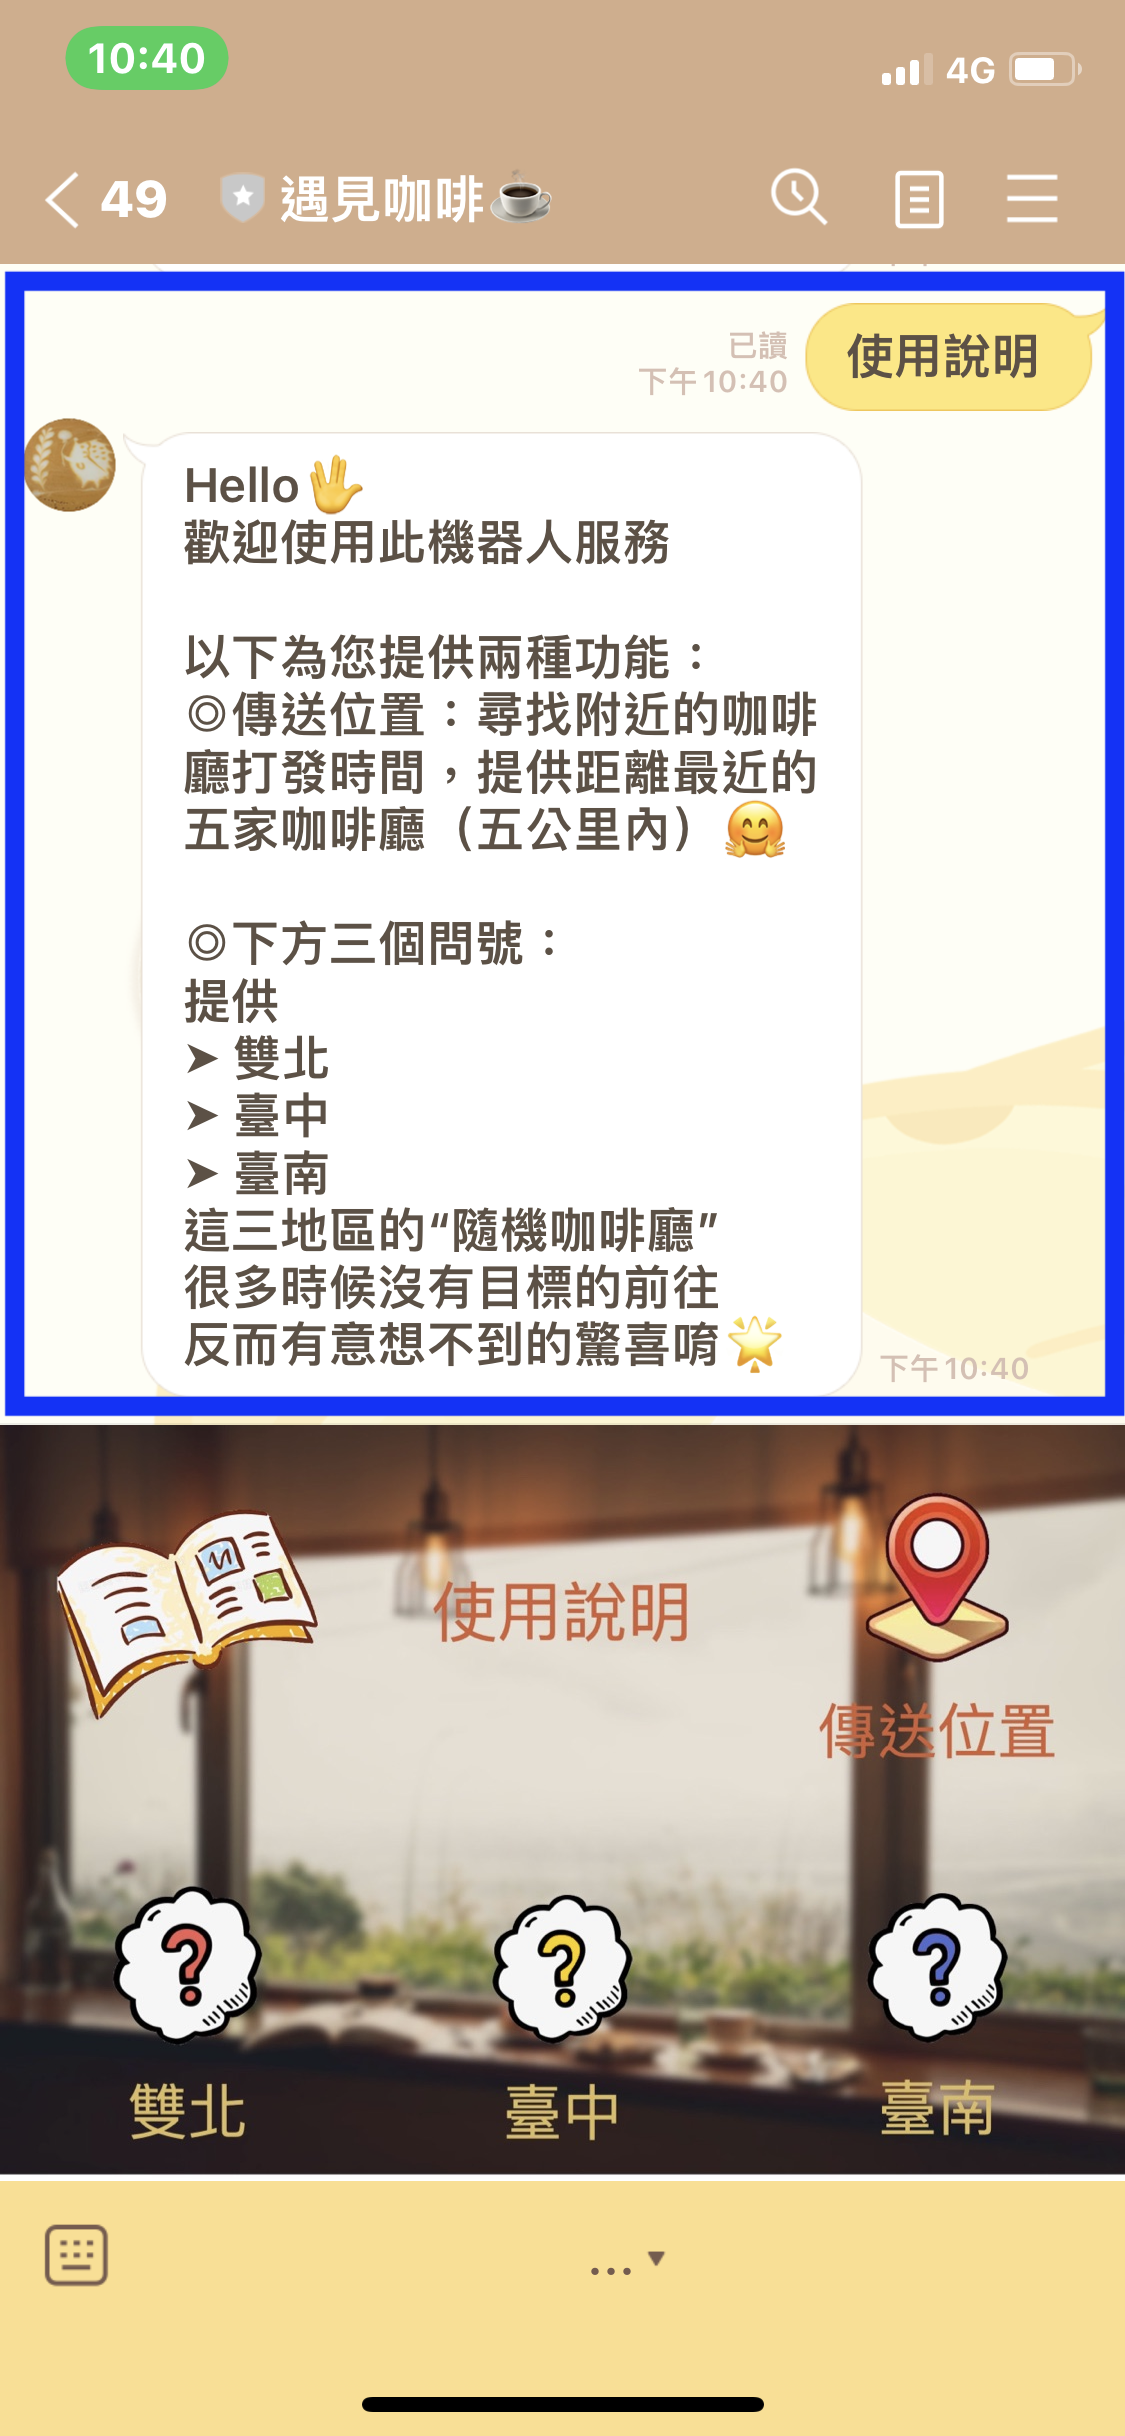 10:40
4G
49
遇見咖啡☕
已讀
下午10:40
使用說明
Hello🖖
歡迎使用此機器人服務
以下為您提供兩種功能：
◎傳送位置：尋找附近的咖啡
廳打發時間，提供距離最近的
五家咖啡廳（五公里內）🤗
◎下方三個問號：
提供
➤ 雙北
➤ 臺中
➤ 臺南
這三地區的“隨機咖啡廳”
很多時候沒有目標的前往
反而有意想不到的驚喜唷🌟
下午10:40
使用說明
傳送位置
?
?
?
雙北
臺中
臺南
...▼